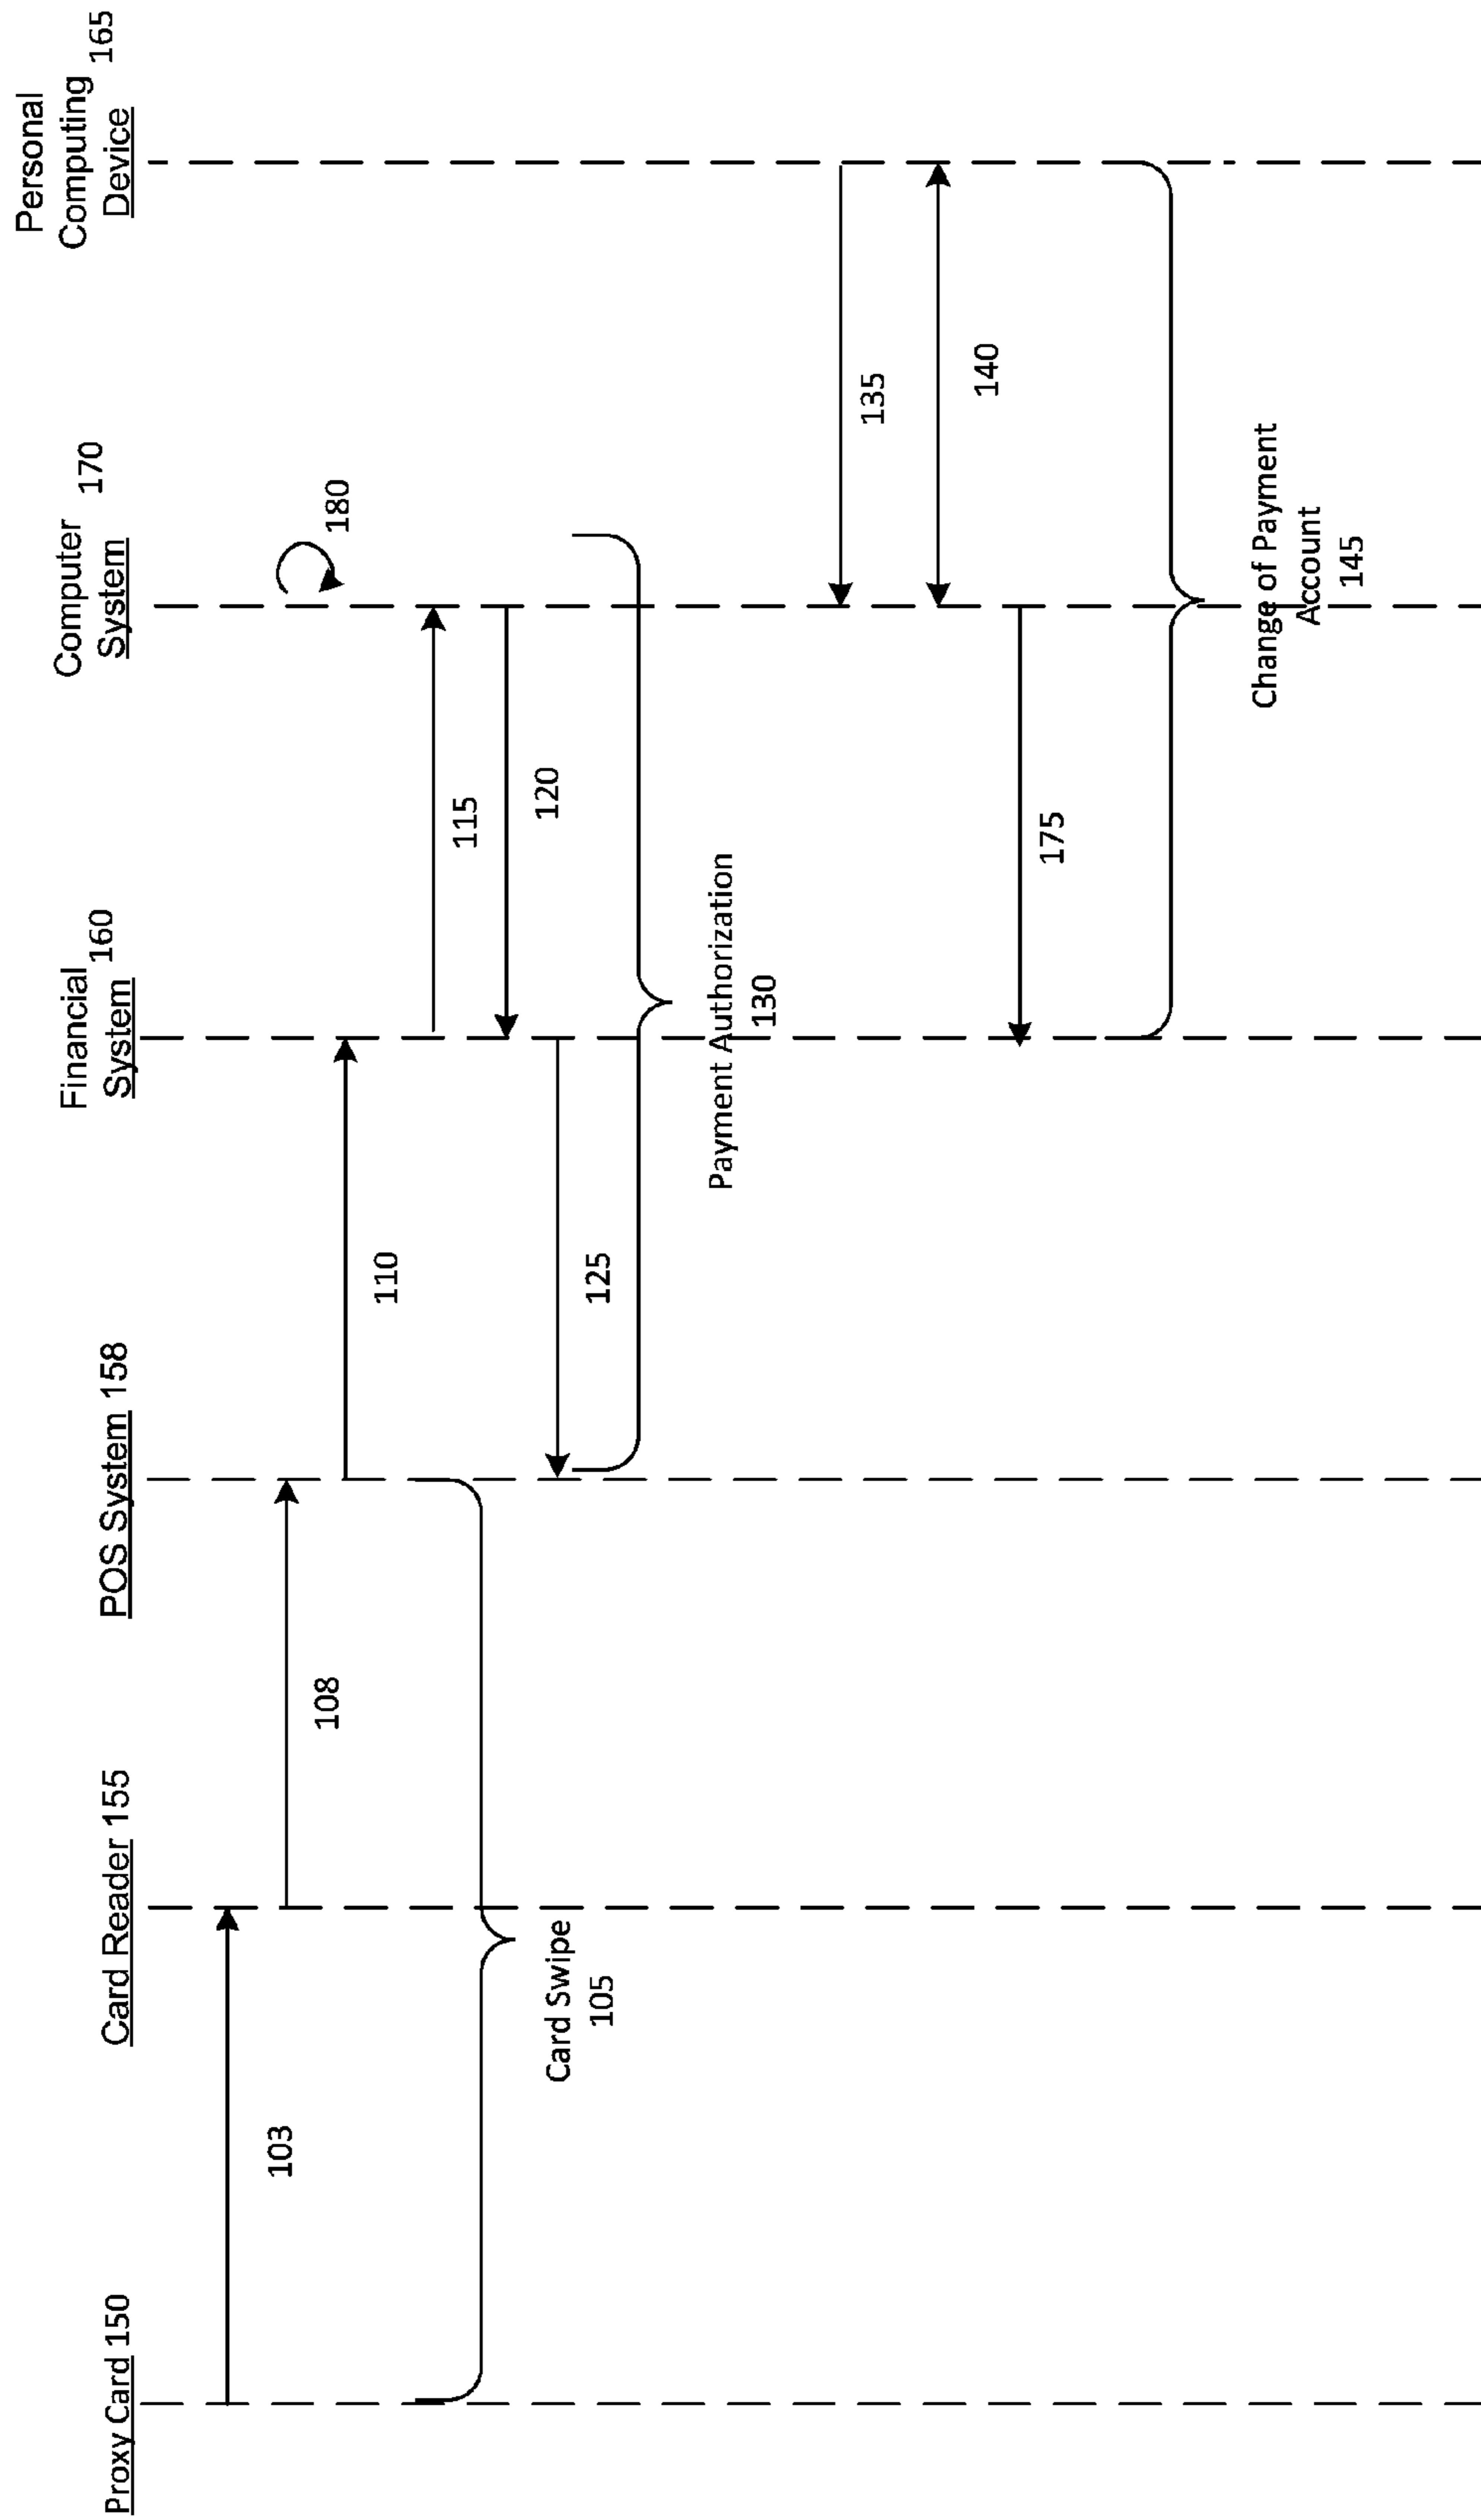 Proxy Card 150
Card Reader 155
POS System 158
Financial
System 160
Computer
System 170
Personal
Computing
Device 165
103
108
110
180
115
120
125
Card Swipe
105
Payment Authorization
130
135
140
175
Change of Payment
Account
145